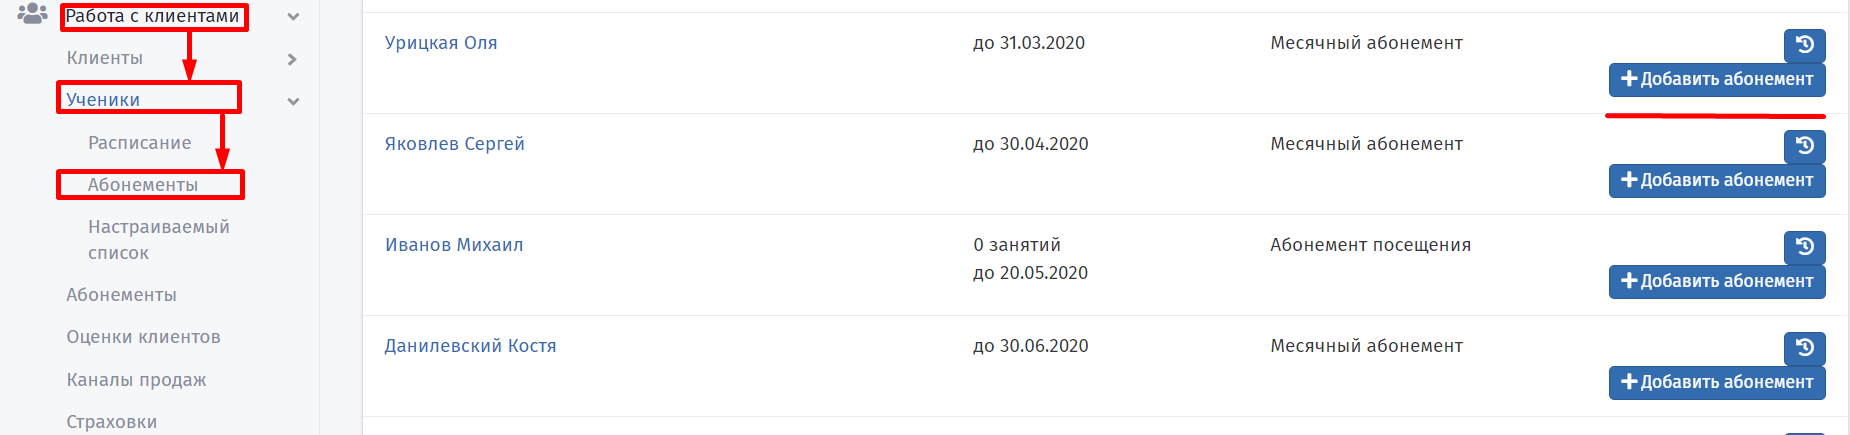 Работа с клиентами
Клиенты
Ученики
Расписание
Абонементы
Настраиваемый
список
Абонементы
Оценки клиентов
Каналы продаж
Страховки
Урицкая Оля
до 31.03.2020
Месячный абонемент
Добавить абонемент
Яковлев Сергей
до 30.04.2020
Месячный абонемент
Добавить абонемент
Иванов Михаил
0 занятий
до 20.05.2020
Абонемент посещения
Добавить абонемент
Данилевский Костя
до 30.06.2020
Месячный абонемент
Добавить абонемент